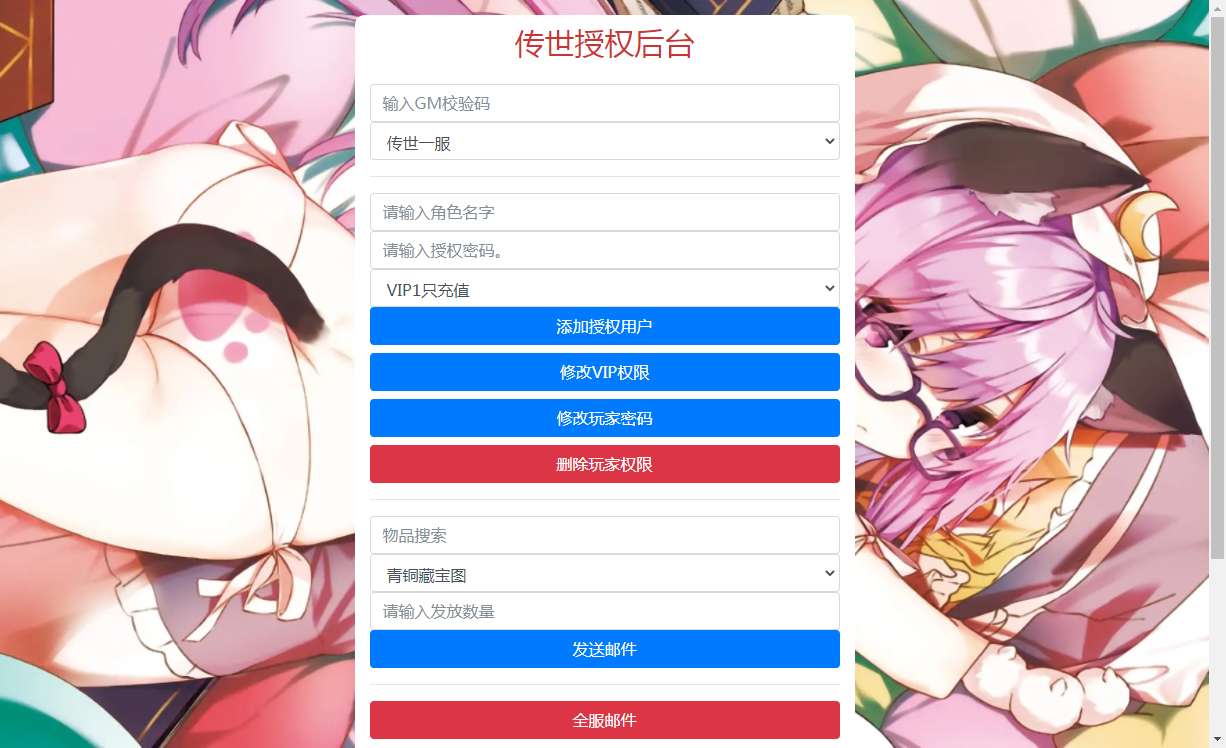 传世授权后台
输入GM校验码
传世一服
请输入角色名字
请输入授权密码。
VIP1只充值
添加授权用户
修改VIP权限
修改玩家密码
删除玩家权限
物品搜索
青铜藏宝图
请输入发放数量
发送邮件
全服邮件